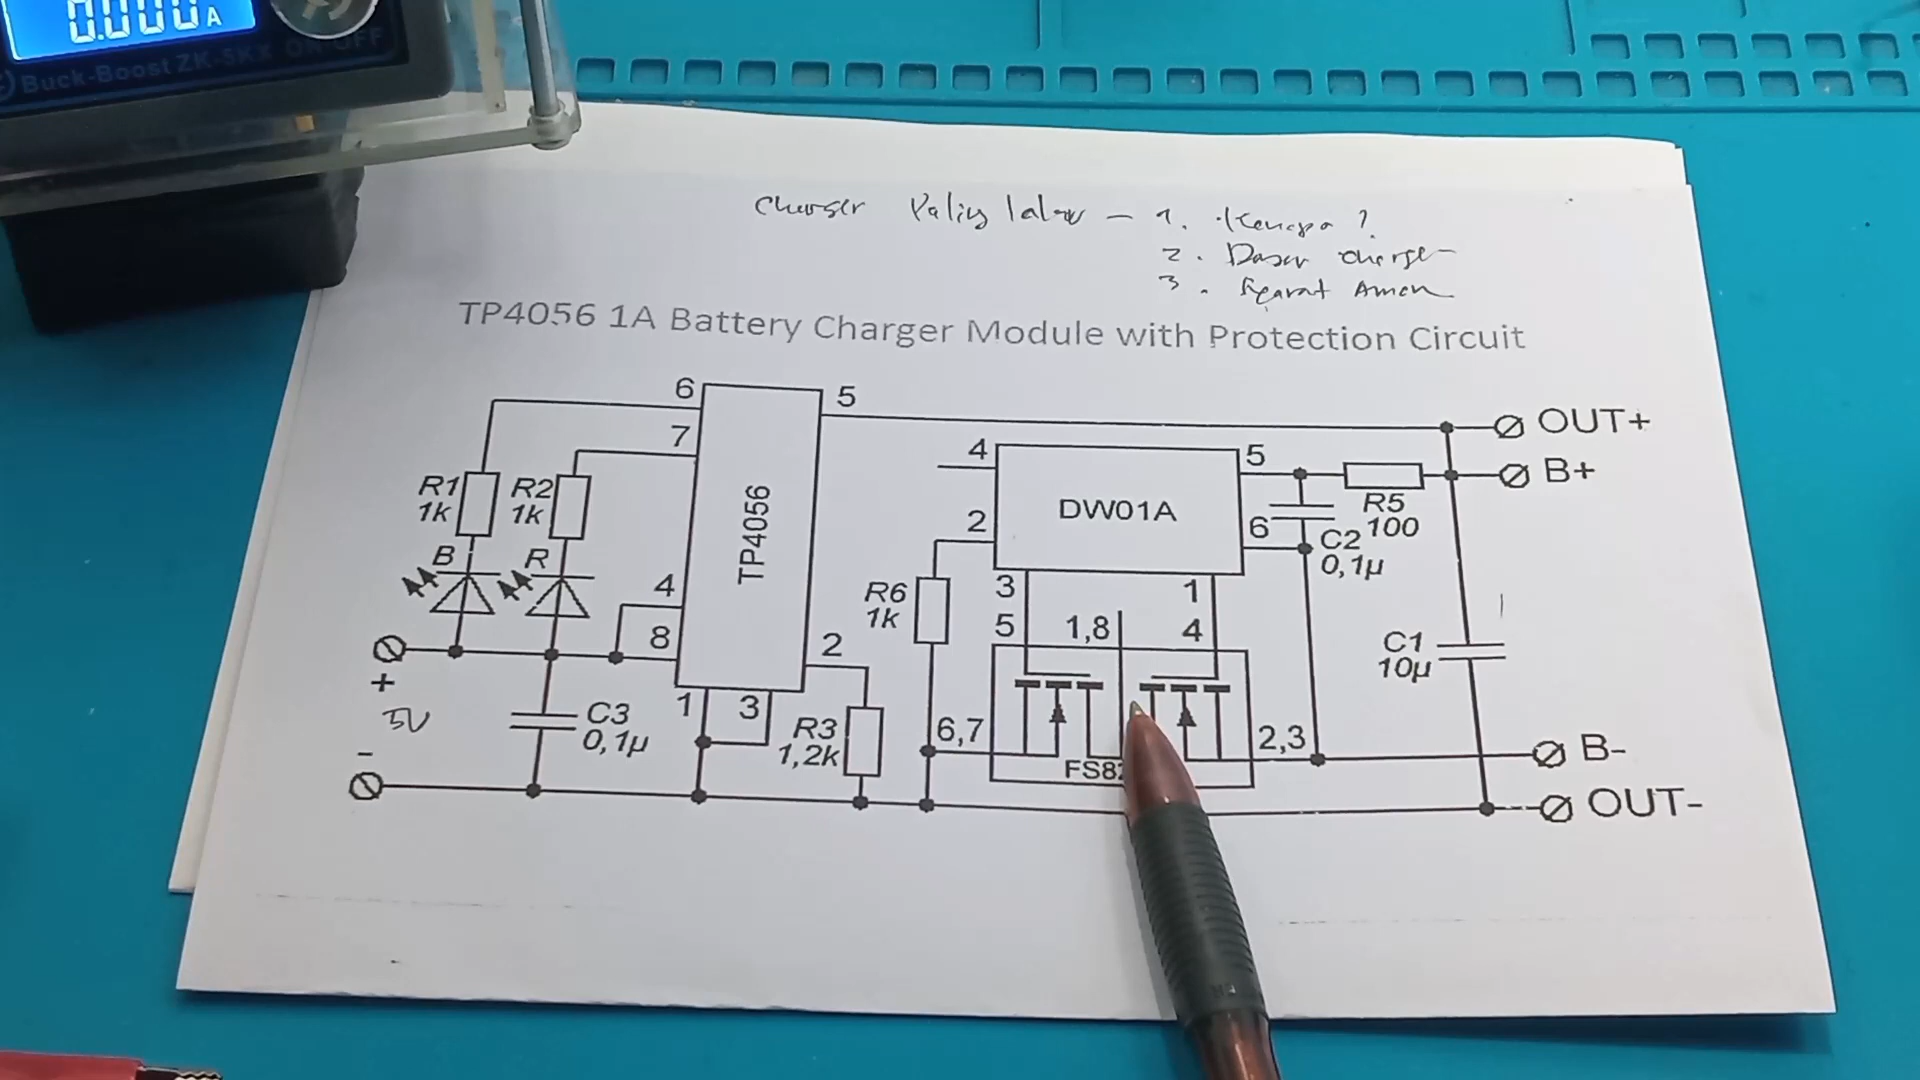 0.000A
Buck-Boost ZK-5KX ON OFF
Charger Paling
2. Dasar charger
3. Syarat Aman
TP4056 1A Battery Charger Module with Protection Circuit
6
5
OUT+
7
4
5
B+
R1
1k
R2
1k
TP4056
DW01A
R5
100
2
6
C2
0,1µ
B
R
4
R6
1k
3
1
8
2
5
1,8
4
C1
10µ
+
5V
-
1
3
C3
0,1µ
R3
1,2k
6,7
2,3
B-
OUT-